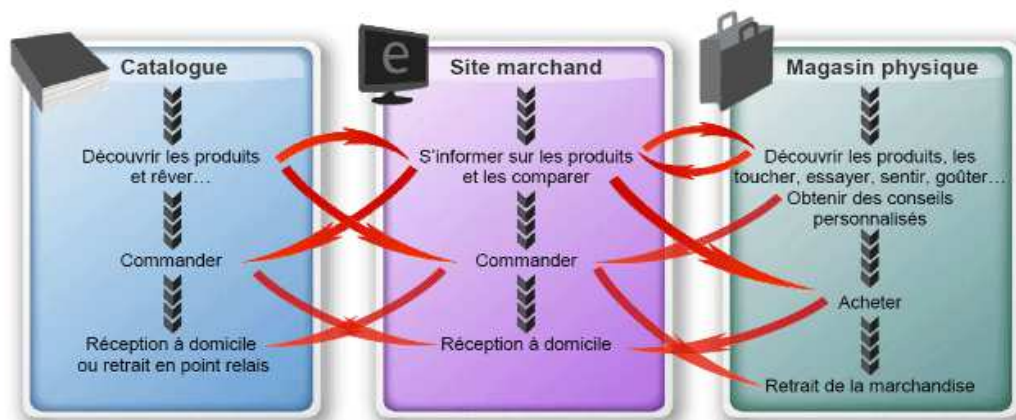 Catalogue
Découvrir les produits
et rêver…
Commander
Réception à domicile
ou retrait en point relais
e
Site marchand
S'informer sur les produits
et les comparer
Commander
Réception à domicile
Magasin physique
Découvrir les produits, les
toucher, essayer, sentir, goûter…
Obtenir des conseils
personnalisés
Acheter
Retrait de la marchandise